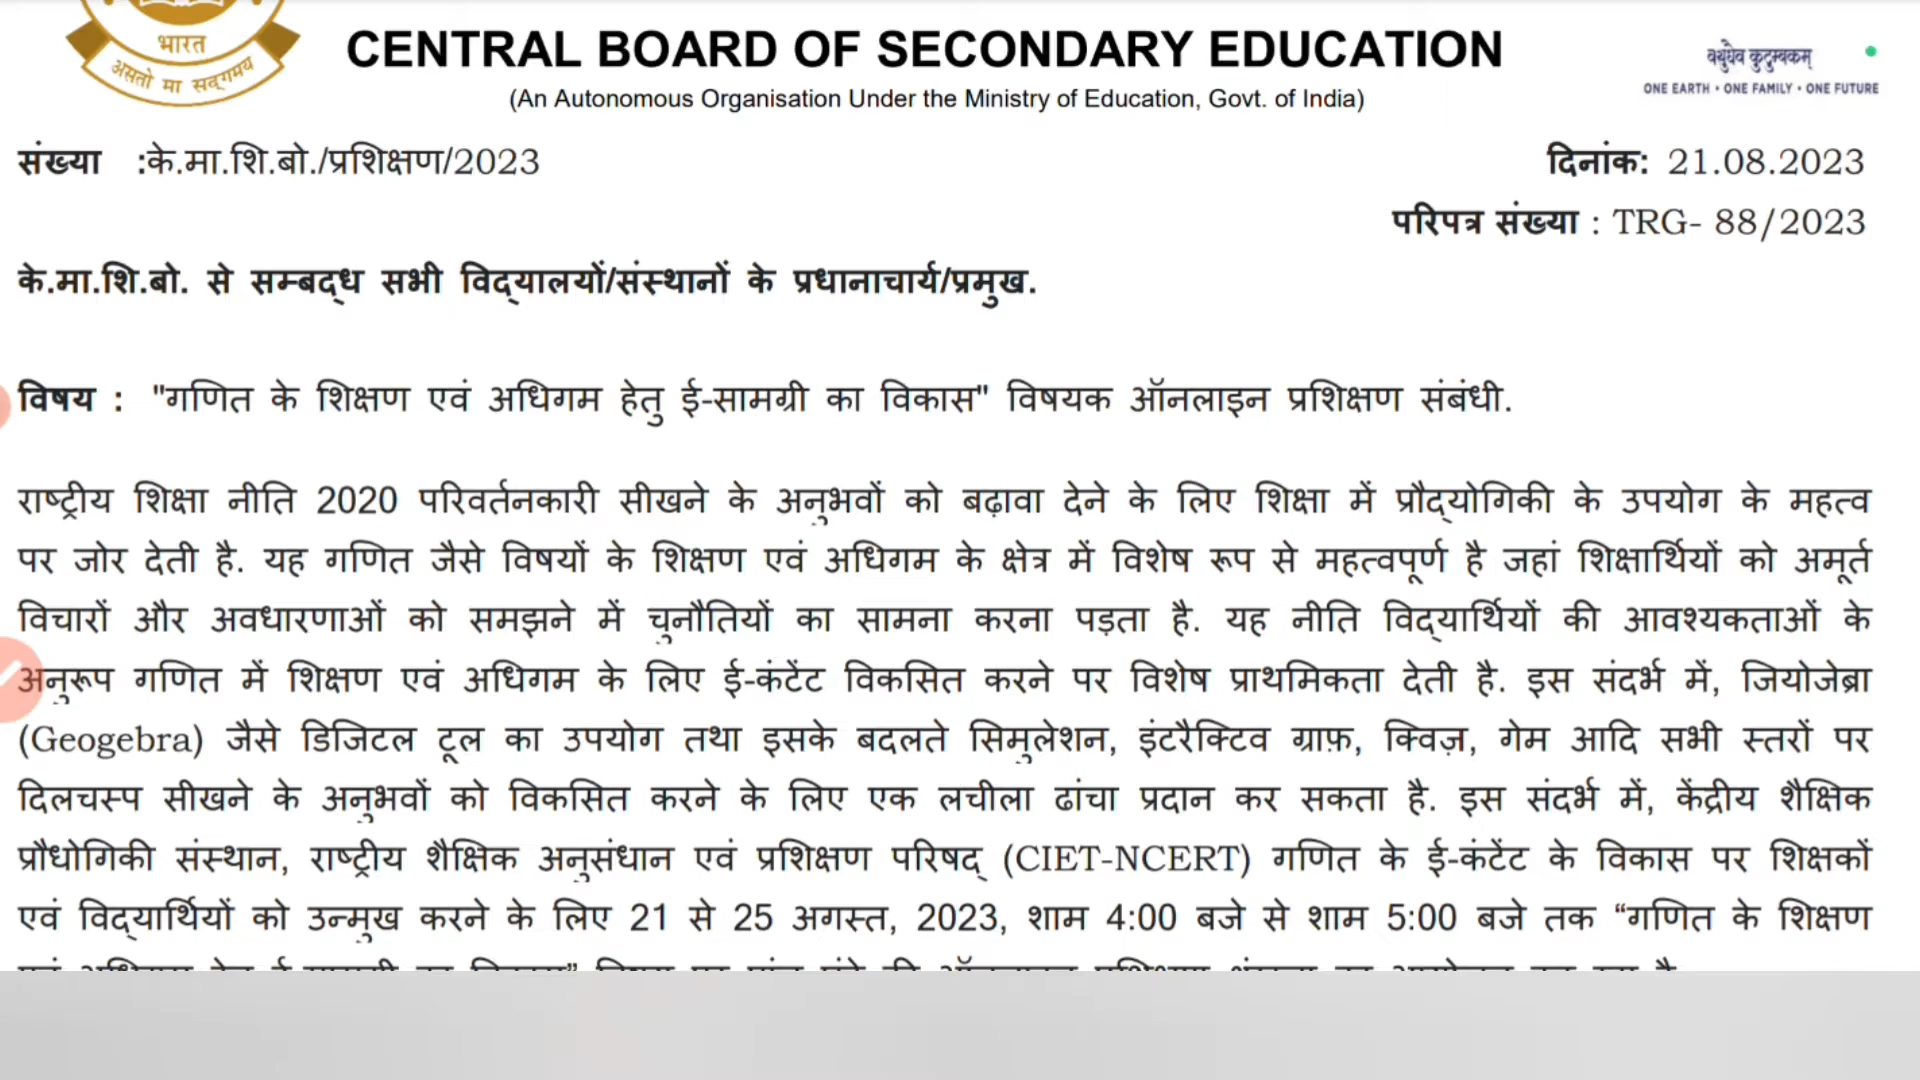 भारत
असतो मा सद्गमय
CENTRAL BOARD OF SECONDARY EDUCATION
(An Autonomous Organisation Under the Ministry of Education, Govt. of India)
वसुधैव कुटुम्बकम्
ONE EARTH • ONE FAMILY • ONE FUTURE
संख्या :के.मा.शि.बो./प्रशिक्षण/2023
दिनांक: 21.08.2023
परिपत्र संख्या : TRG- 88/2023
के.मा.शि.बो. से सम्बद्ध सभी विद्यालयों/संस्थानों के प्रधानाचार्य/प्रमुख.
विषय : "गणित के शिक्षण एवं अधिगम हेतु ई-सामग्री का विकास" विषयक ऑनलाइन प्रशिक्षण संबंधी.
राष्ट्रीय शिक्षा नीति 2020 परिवर्तनकारी सीखने के अनुभवों को बढ़ावा देने के लिए शिक्षा में प्रौद्योगिकी के उपयोग के महत्व
पर जोर देती है. यह गणित जैसे विषयों के शिक्षण एवं अधिगम के क्षेत्र में विशेष रूप से महत्वपूर्ण है जहां शिक्षार्थियों को अमूर्त
विचारों और अवधारणाओं को समझने में चुनौतियों का सामना करना पड़ता है. यह नीति विद्यार्थियों की आवश्यकताओं के
अनुरूप गणित में शिक्षण एवं अधिगम के लिए ई-कंटेंट विकसित करने पर विशेष प्राथमिकता देती है. इस संदर्भ में, जियोजेब्रा
(Geogebra) जैसे डिजिटल टूल का उपयोग तथा इसके बदलते सिमुलेशन, इंटरैक्टिव ग्राफ़, क्विज़, गेम आदि सभी स्तरों पर
दिलचस्प सीखने के अनुभवों को विकसित करने के लिए एक लचीला ढांचा प्रदान कर सकता है. इस संदर्भ में, केंद्रीय शैक्षिक
प्रौधोगिकी संस्थान, राष्ट्रीय शैक्षिक अनुसंधान एवं प्रशिक्षण परिषद् (CIET-NCERT) गणित के ई-कंटेंट के विकास पर शिक्षकों
एवं विद्यार्थियों को उन्मुख करने के लिए 21 से 25 अगस्त, 2023, शाम 4:00 बजे से शाम 5:00 बजे तक “गणित के शिक्षण